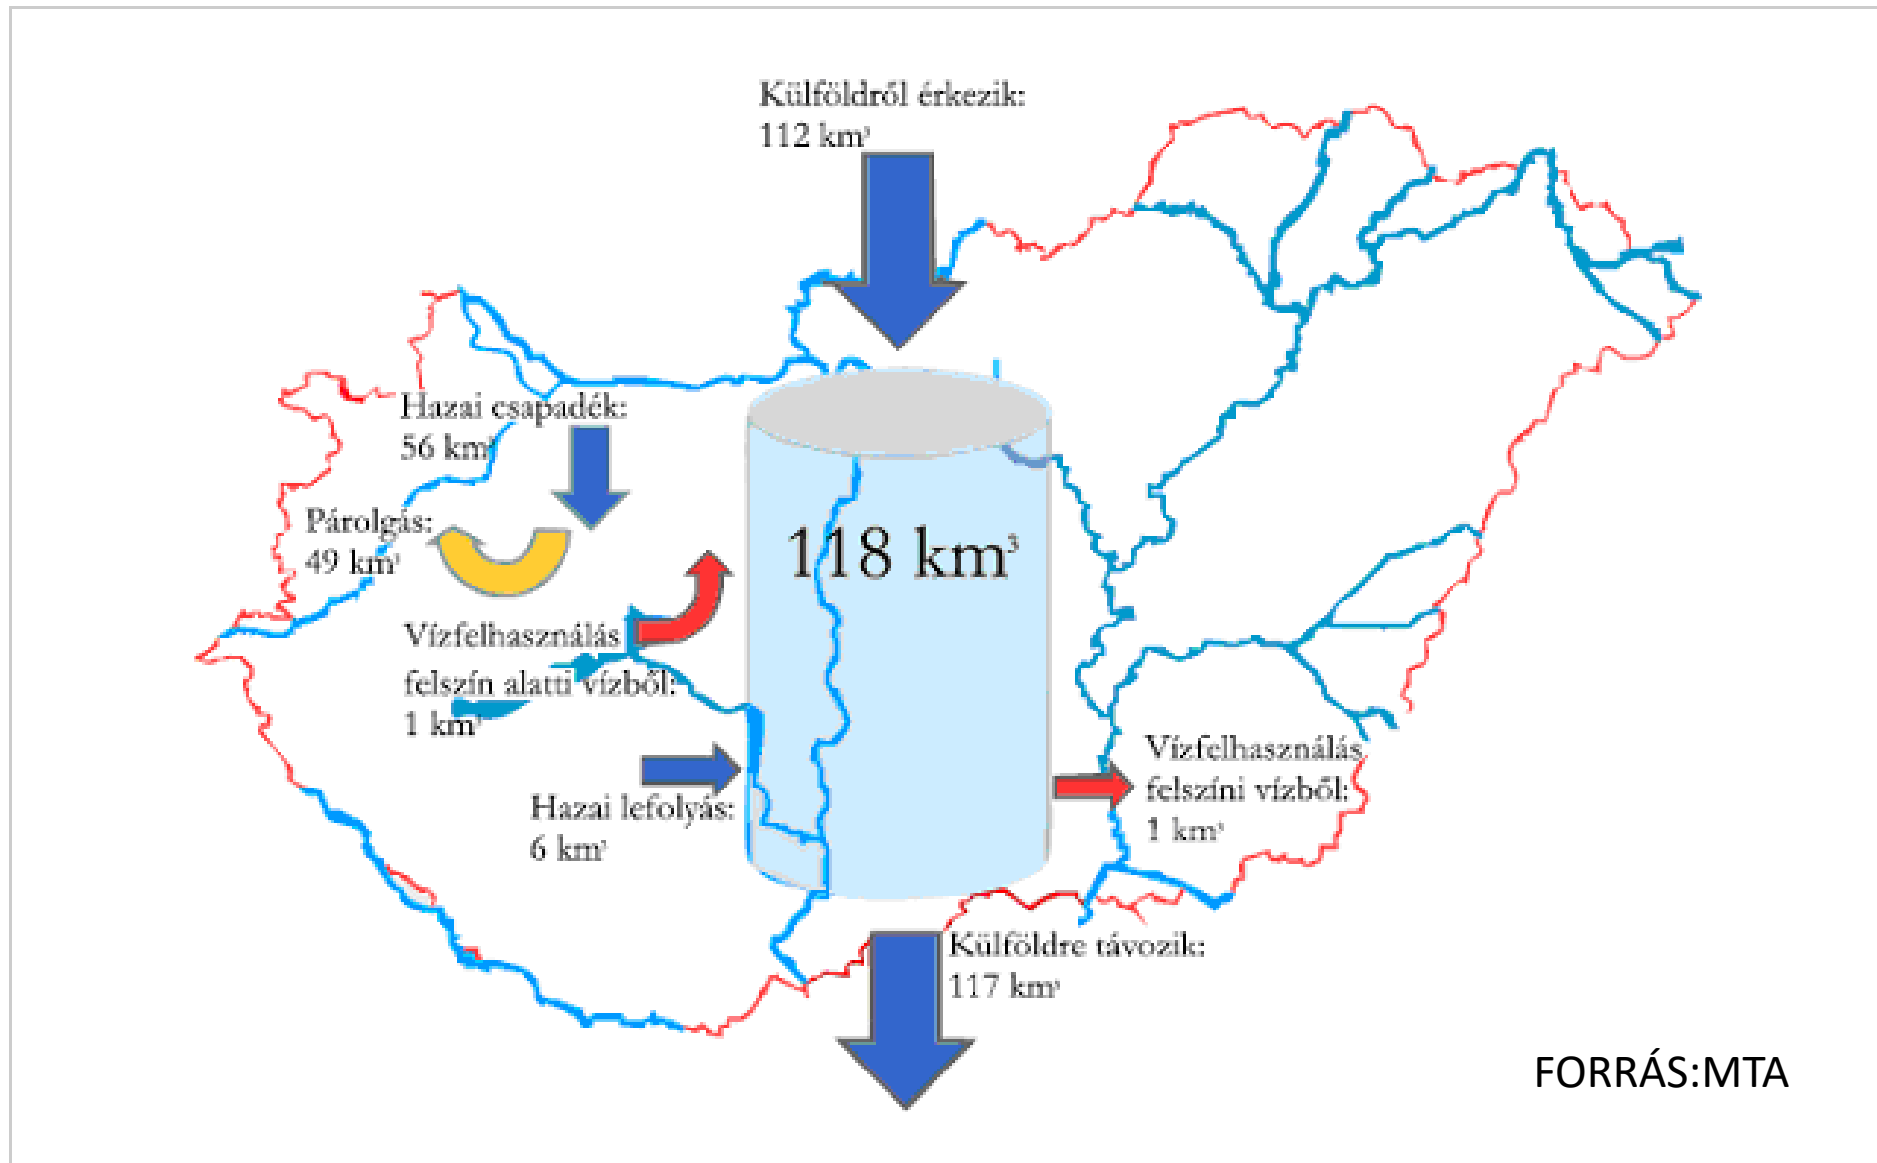 Külföldről érkezik:
112 km³
Hazai csapadék:
56 km³
Párolgás:
49 km³
118 km³
Vízfelhasználás
felszín alatti vízből:
1 km³
Hazai lefolyás:
6 km³
Vízfelhasználás
felszíni vízből:
1 km³
Külföldre távozik:
117 km³
FORRÁS:MTA